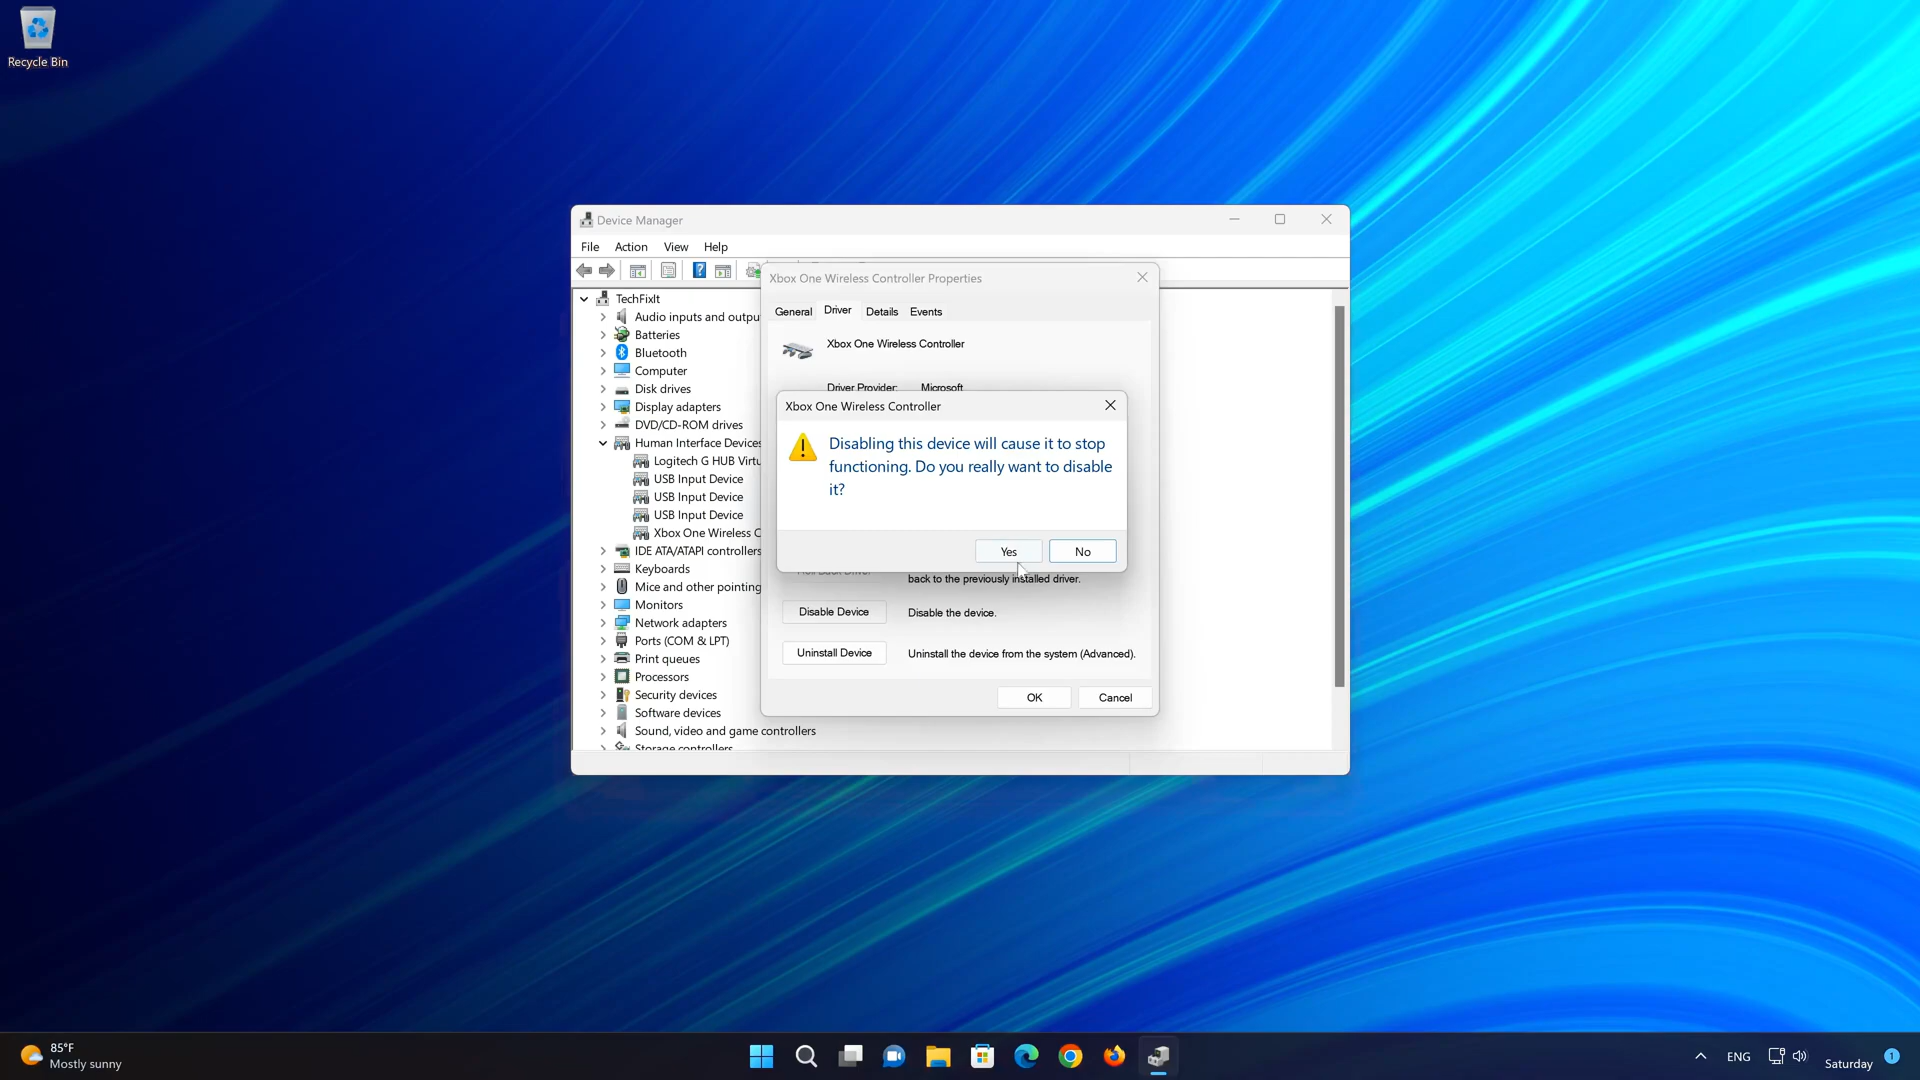 Recycle Bin
Device Manager
File Action View Help
Xbox One Wireless Controller Properties
TechFixIt
Audio inputs and outpu
Batteries
Bluetooth
Computer
Disk drives
Display adapters
DVD/CD-ROM drives
Human Interface Devices
Logitech G HUB Virtu
USB Input Device
USB Input Device
USB Input Device
Xbox One Wireless C
IDE ATA/ATAPI controllers
Keyboards
Mice and other pointing
Monitors
Network adapters
Ports (COM & LPT)
Print queues
Processors
Security devices
Software devices
Sound, video and game controllers
Storage controllers
General Driver Details Events
Xbox One Wireless Controller
Driver Provider: Microsoft
Xbox One Wireless Controller
Disabling this device will cause it to stop
functioning. Do you really want to disable
it?
Yes No
Roll Back Driver
back to the previously installed driver.
Disable Device Disable the device.
Uninstall Device Uninstall the device from the system (Advanced).
OK Cancel
85°F
Mostly sunny
ENG
Saturday
1